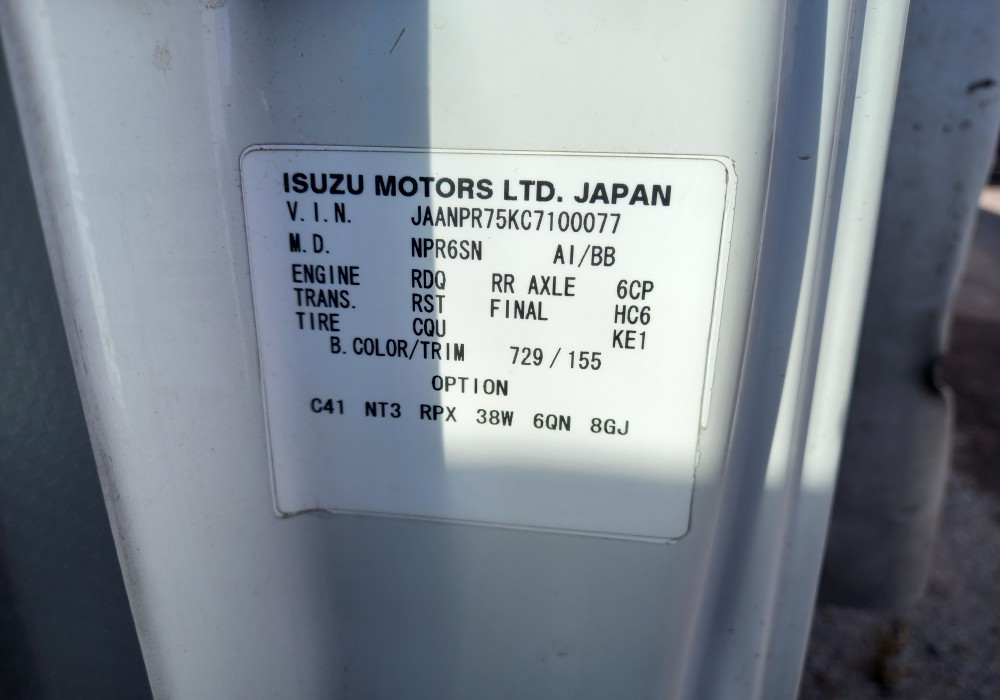 ISUZU MOTORS LTD. JAPAN
V.I.N. JAANPR75KC7100077
M.D. NPR6SN AI/BB
ENGINE RDQ RR AXLE 6CP
TRANS. RST FINAL HC6
TIRE CQU KE1
B.COLOR/TRIM 729/155
OPTION
C41 NT3 RPX 38W 6QN 8GJ